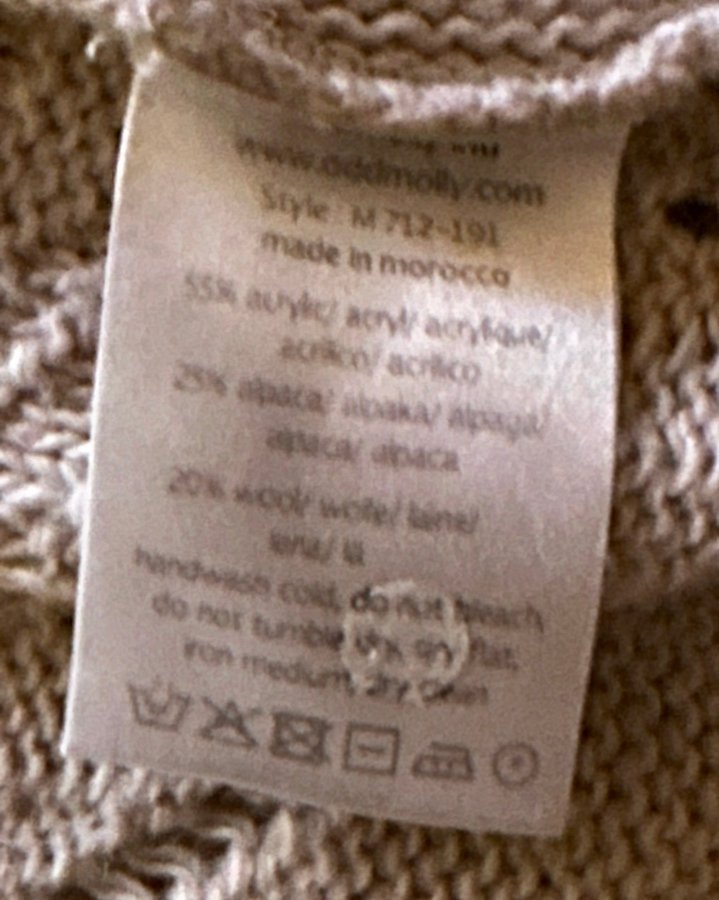 www.oddmolly.com
Style: M712-191
made in morocco
55% acrylic/ acryl/ acrylique/
acrilico/ acrilico
25% alpaca/ alpaka/ alpaga/
alpaca/ alpaca
20% wool/ wolle/ laine/
lana/ lã
handwash cold, do not bleach
do not tumble dry, dry flat,
iron medium, dry clean